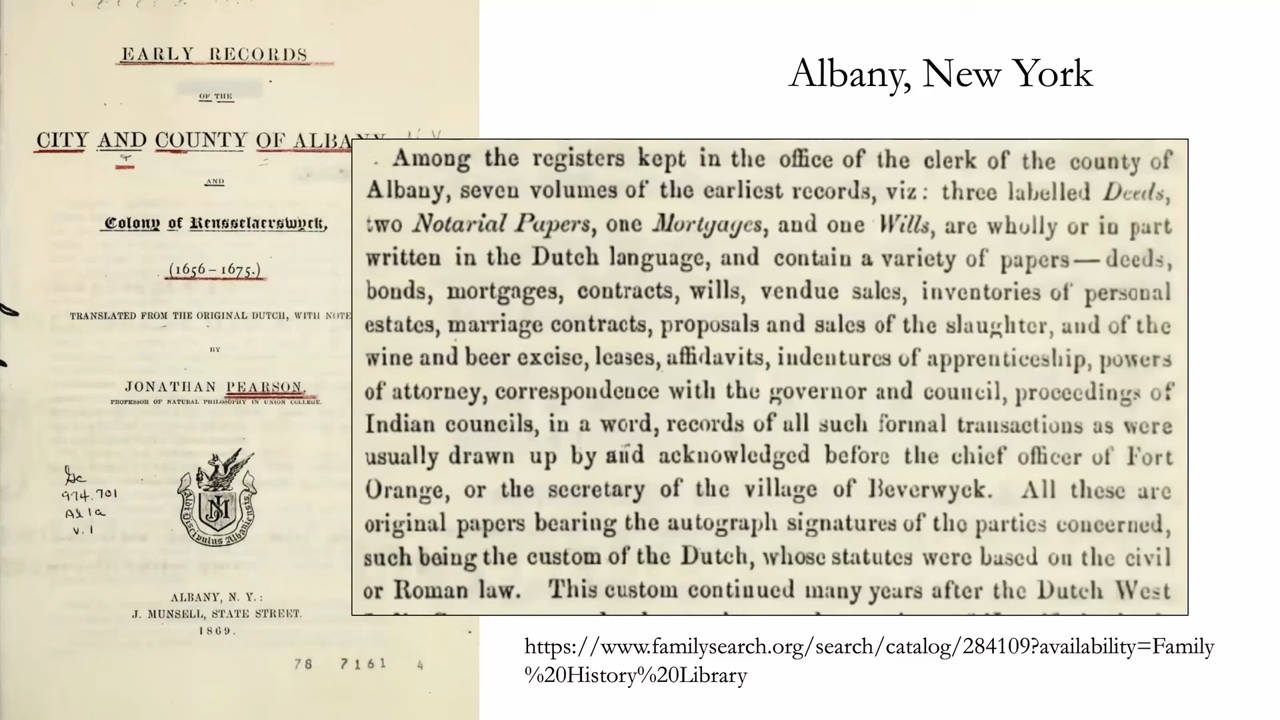 EARLY RECORDS
OF THE
CITY AND COUNTY OF ALBANY
AND
Colony of Rensselaerswyck,
(1656–1675.)
TRANSLATED FROM THE ORIGINAL DUTCH, WITH NOTE
BY
JONATHAN PEARSON,
PROFESSOR OF NATURAL PHILOSOPHY IN UNION COLLEGE.
Gc
974.701
Al1a
v.1
ALBANY, N. Y.:
J. MUNSELL, STATE STREET.
1869.
78 7161 4
Albany, New York
Among the registers kept in the office of the clerk of the county of
Albany, seven volumes of the earliest records, viz: three labelled Deeds,
two Notarial Papers, one Mortgages, and one Wills, are wholly or in part
written in the Dutch language, and contain a variety of papers — deeds,
bonds, mortgages, contracts, wills, vendue sales, inventories of personal
estates, marriage contracts, proposals and sales of the slaughter, and of the
wine and beer excise, leases, affidavits, indentures of apprenticeship, powers
of attorney, correspondence with the governor and council, proceedings of
Indian councils, in a word, records of all such formal transactions as were
usually drawn up by and acknowledged before the chief officer of Fort
Orange, or the secretary of the village of Beverwyck. All these are
original papers bearing the autograph signatures of the parties concerned,
such being the custom of the Dutch, whose statutes were based on the civil
or Roman law. This custom continued many years after the Dutch West
https://www.familysearch.org/search/catalog/284109?availability=Family
%20History%20Library